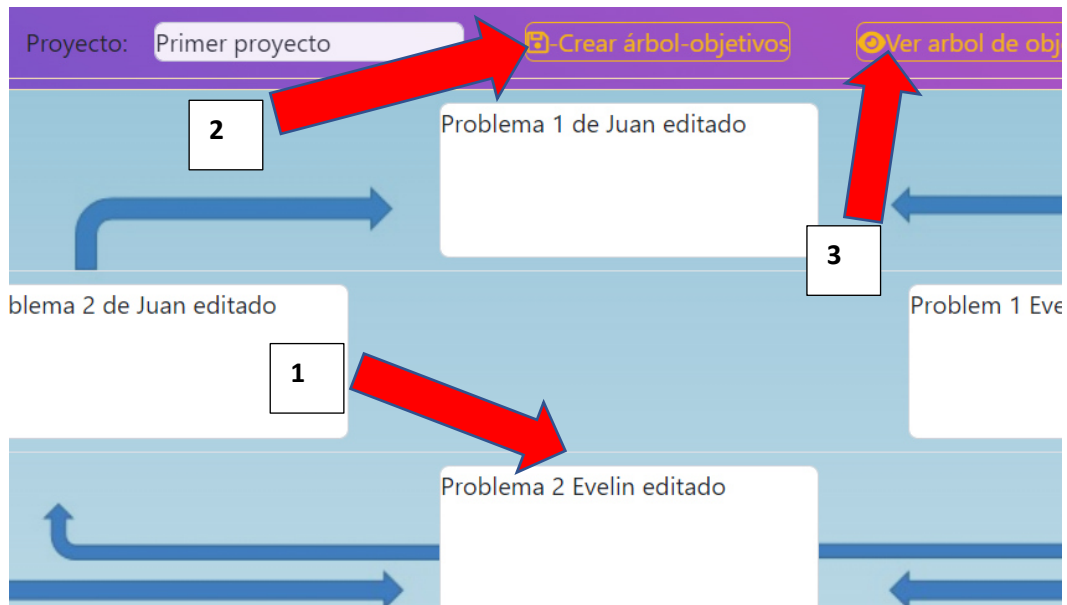 Proyecto: Primer proyecto -Crear árbol-objetivos Ver arbol de obj
2
Problema 1 de Juan editado
3
blema 2 de Juan editado
Problem 1 Eve
1
Problema 2 Evelin editado